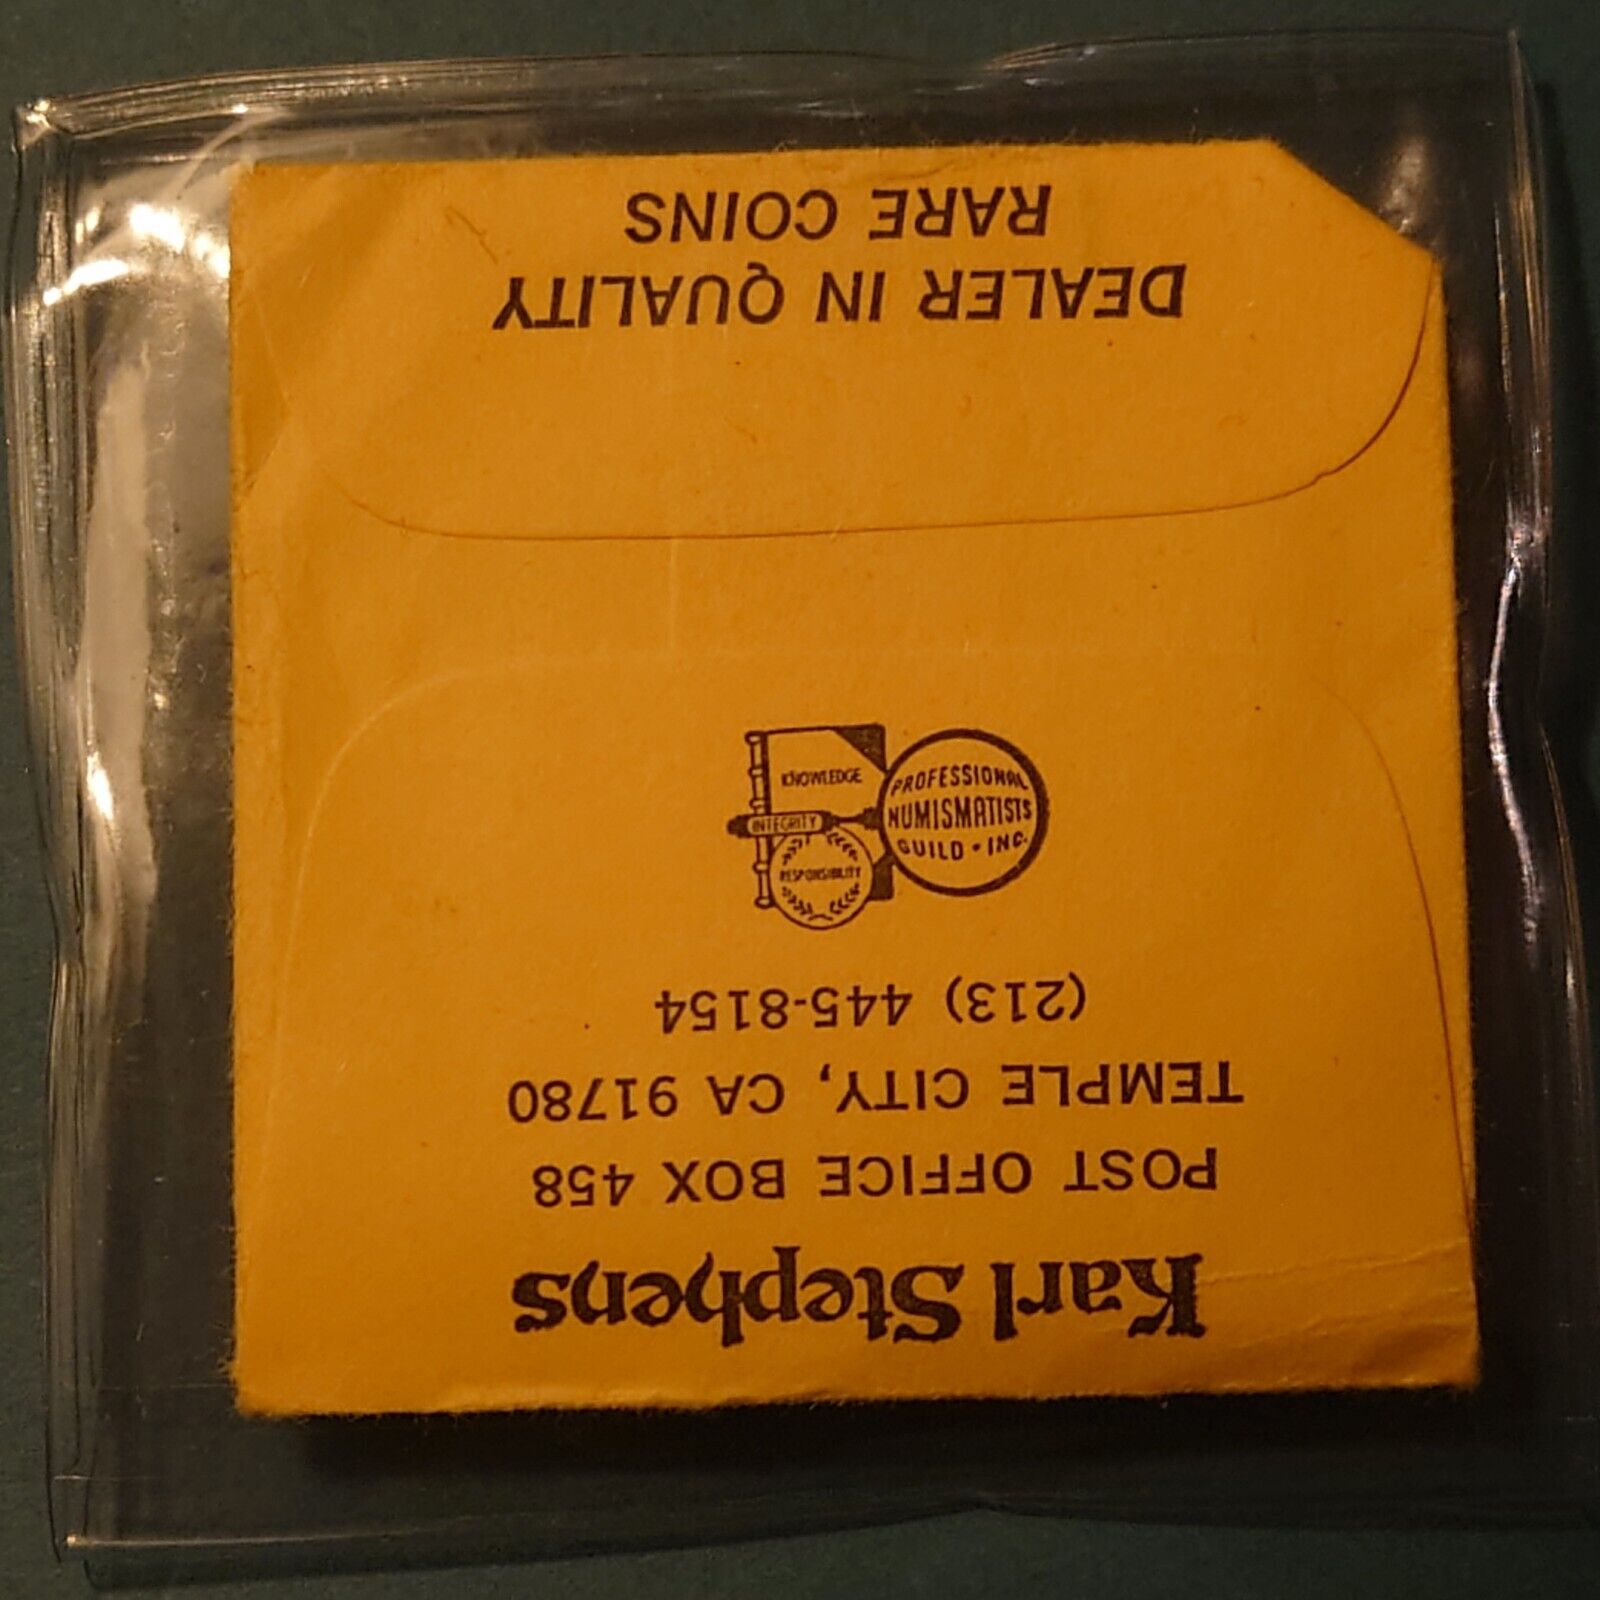 Karl Stephens
POST OFFICE BOX 458
TEMPLE CITY, CA 91780
(213) 445-8154
KNOWLEDGE
INTEGRITY
RESPONSIBILITY
PROFESSIONAL
NUMISMATISTS
GUILD • INC.
DEALER IN QUALITY
RARE COINS